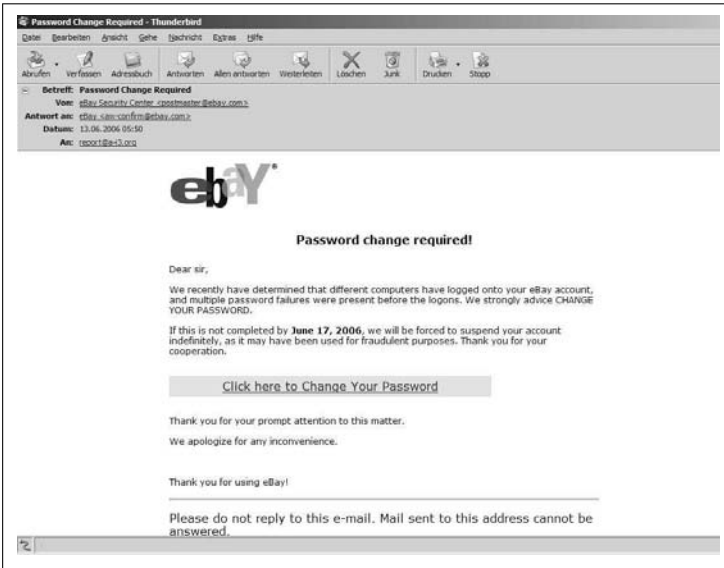 Password Change Required - Thunderbird
Datei Bearbeiten Ansicht Gehe Nachricht Extras Hilfe
Abrufen Verfassen Adressbuch Antworten Allen antworten Weiterleiten Löschen Junk Drucken Stopp
Betreff: Password Change Required
Von: eBay Security Center <postmaster@ebay.com>
Antwort an: eBay <aw-confirm@ebay.com>
Datum: 13.06.2006 05:50
An: report@a-i3.org
ebaY®
Password change required!
Dear sir,
We recently have determined that different computers have logged onto your eBay account,
and multiple password failures were present before the logons. We strongly advice CHANGE
YOUR PASSWORD.
If this is not completed by June 17, 2006, we will be forced to suspend your account
indefinitely, as it may have been used for fraudulent purposes. Thank you for your
cooperation.
Click here to Change Your Password
Thank you for your prompt attention to this matter.
We apologize for any inconvenience.
Thank you for using eBay!
Please do not reply to this e-mail. Mail sent to this address cannot be
answered.